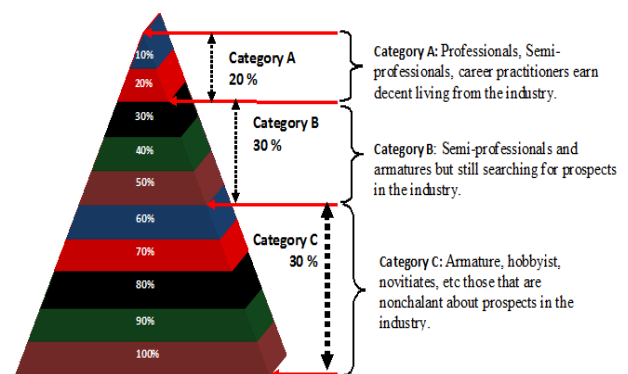 10%
20%
30%
40%
50%
60%
70%
80%
90%
100%
Category A
20 %
Category B
30 %
Category C
30 %
Category A: Professionals, Semi-
professionals, career practitioners earn
decent living from the industry.
Category B:  Semi-professionals and
armatures but still searching for prospects
in the industry.
Category C: Armature, hobbyist,
novitiates, etc those that are
nonchalant about prospects in the
industry.